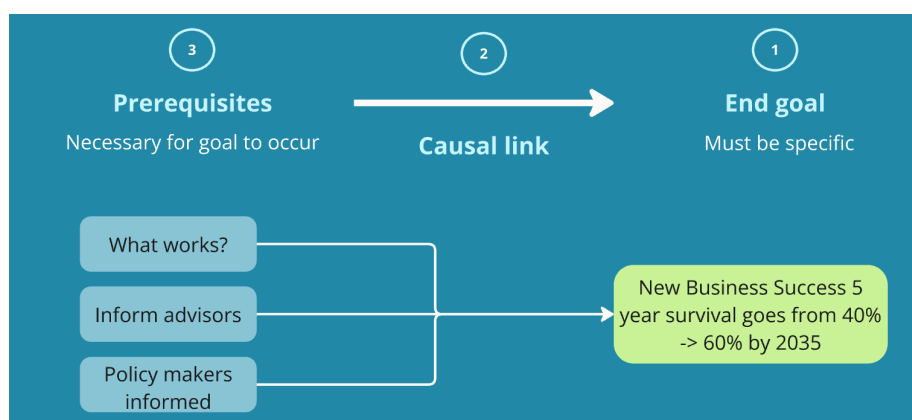 3
2
1
Prerequisites
End goal
Necessary for goal to occur
Causal link
Must be specific
What works?
Inform advisors
Policy makers
informed
New Business Success 5
year survival goes from 40%
-> 60% by 2035